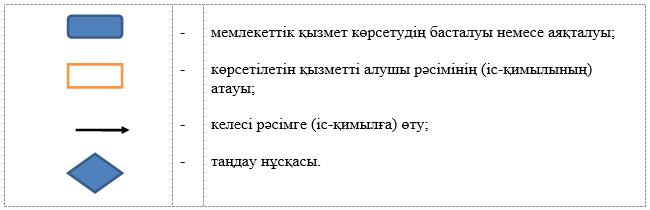 - мемлекеттік қызмет көрсетудің басталуы немесе аяқталуы;
- көрсетілетін қызметті алушы рәсімінің (іс-қимылының)
атауы;
- келесі рәсімге (іс-қимылға) өту;
- таңдау нұсқасы.